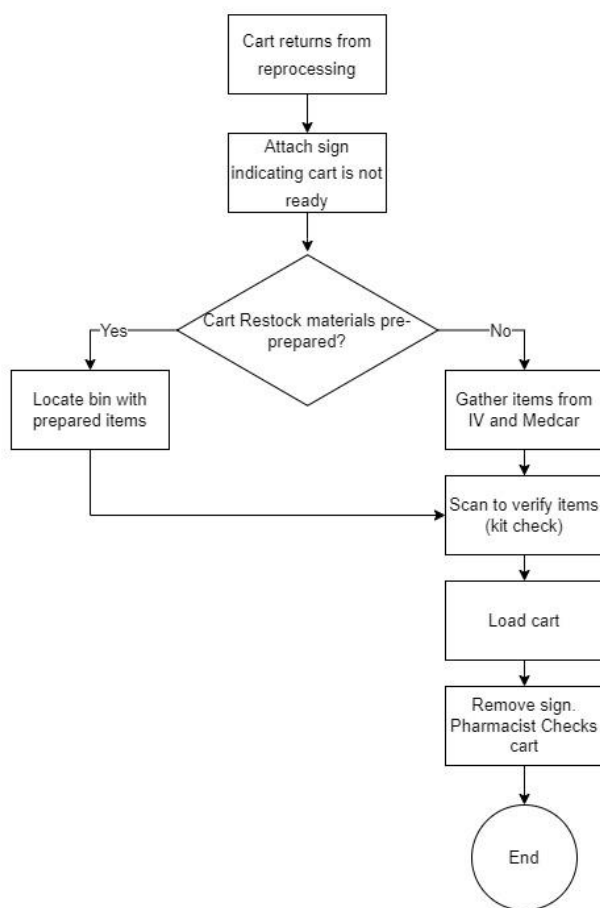 Cart returns from
reprocessing
Attach sign
indicating cart is not
ready
Cart Restock materials pre-
prepared?
Yes
No
Locate bin with
prepared items
Gather items from
IV and Medcar
Scan to verify items
(kit check)
Load cart
Remove sign.
Pharmacist Checks
cart
End